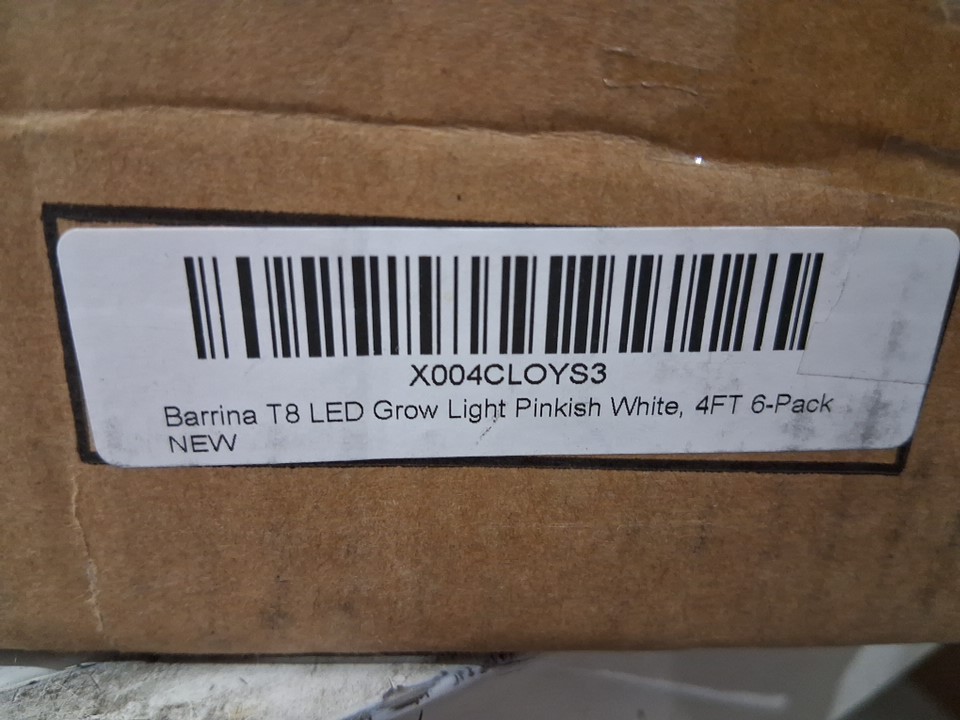 X004CLOYS3
Barrina T8 LED Grow Light Pinkish White, 4FT 6-Pack
NEW